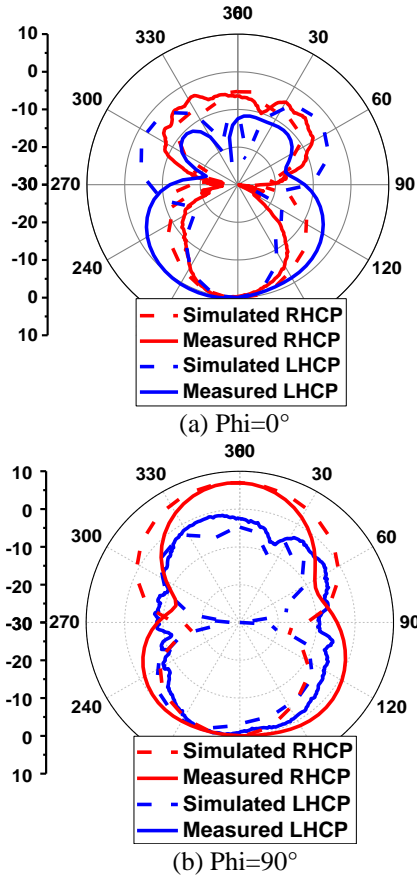 10 330 30
0
-10 300 60
-20
-30 270 90
-20
-10 240 120
0
10
Simulated RHCP
Measured RHCP
Simulated LHCP
Measured LHCP
(a) Phi=0°
10 330 30
0
-10 300 60
-20
-30 270 90
-20
-10 240 120
0
10
Simulated RHCP
Measured RHCP
Simulated LHCP
Measured LHCP
(b) Phi=90°